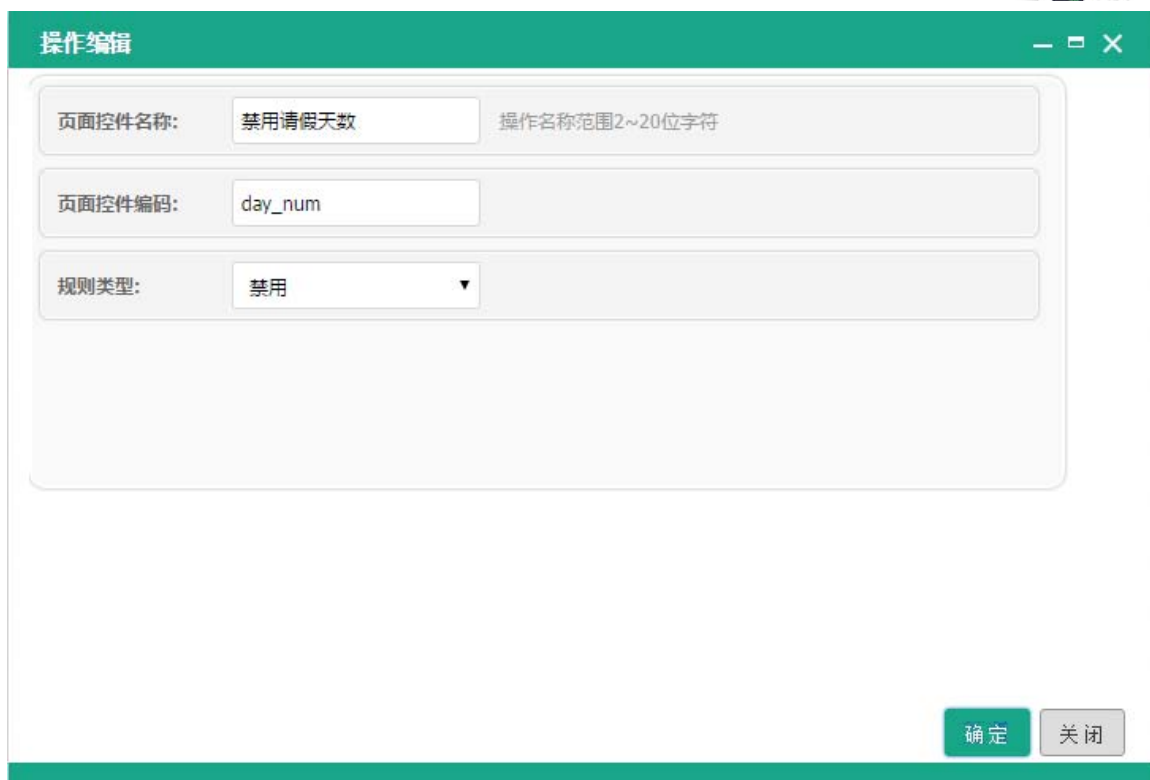 操作编辑
页面控件名称: 禁用请假天数 操作名称范围2~20位字符
页面控件编码: day_num
规则类型: 禁用
确定 关闭